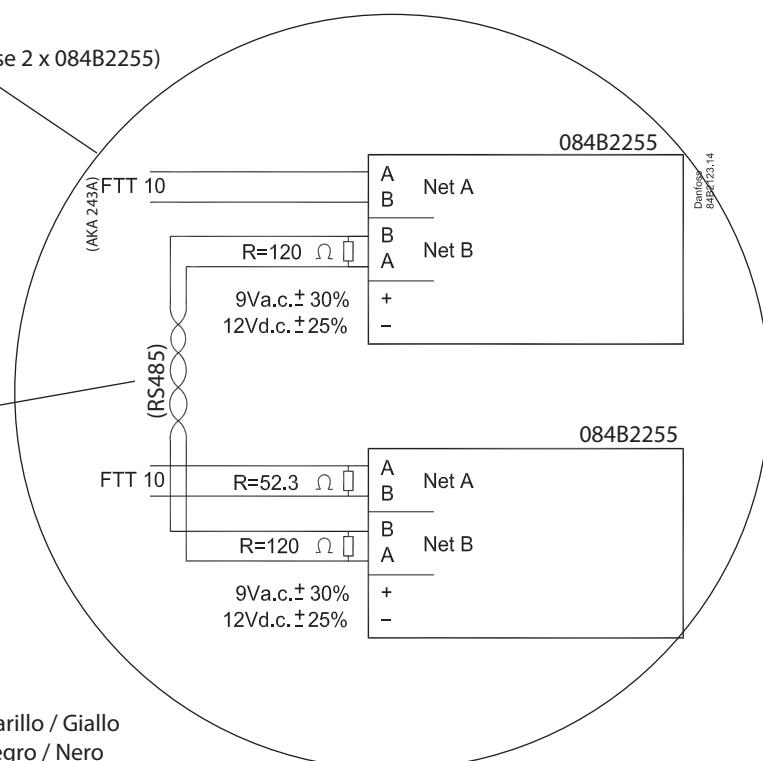 se 2 x 084B2255)
084B2255
Danfoss
84B2123.14
(AKA 243A)
FTT 10
A
B
Net A
B
A
Net B
R=120 Ω
9Va.c.± 30%
12Vd.c.±25%
+
–
(RS485)
084B2255
FTT 10
R=52.3 Ω
A
B
Net A
R=120 Ω
B
A
Net B
9Va.c.± 30%
12Vd.c.±25%
+
–
arillo / Giallo
egro / Nero